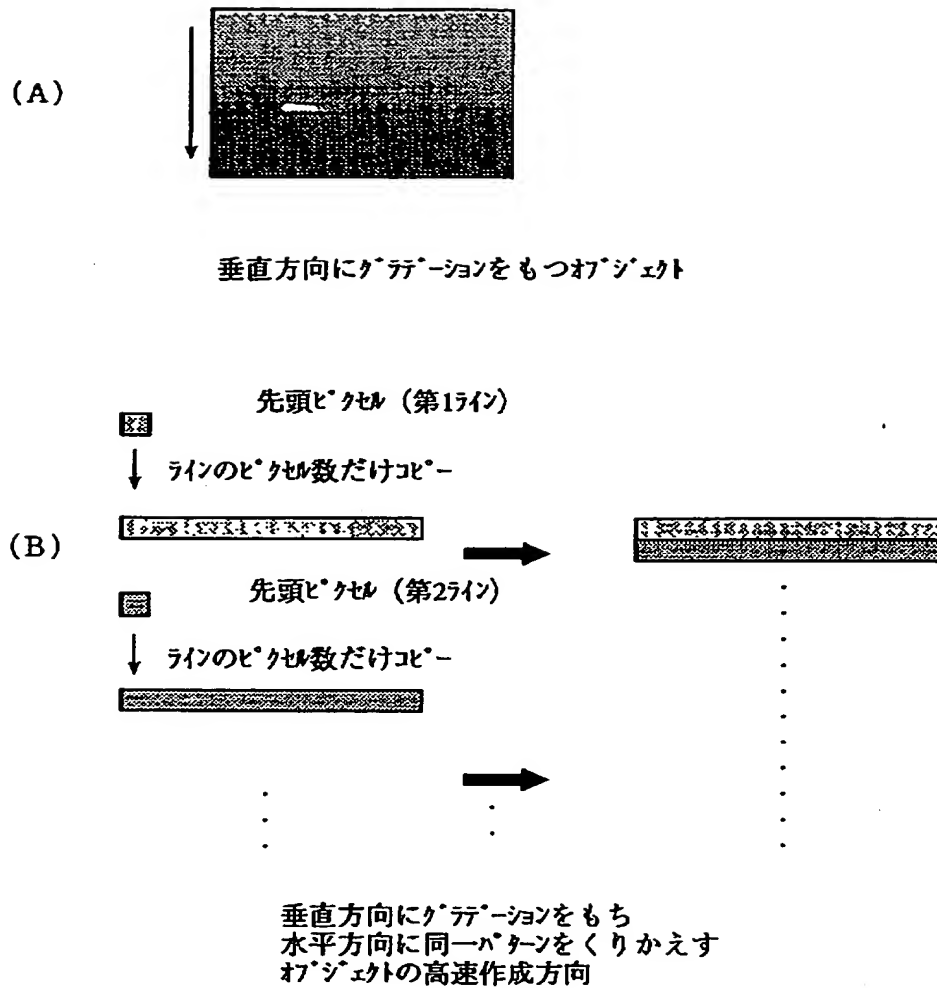 (A)
垂直方向にｸﾞﾗﾃﾞｰｼｮﾝをもつｵﾌﾞｼﾞｪｸﾄ
先頭ﾋﾟｸｾﾙ (第1ﾗｲﾝ)
ﾗｲﾝのﾋﾟｸｾﾙ数だけｺﾋﾟｰ
(B)
先頭ﾋﾟｸｾﾙ (第2ﾗｲﾝ)
ﾗｲﾝのﾋﾟｸｾﾙ数だけｺﾋﾟｰ
垂直方向にｸﾞﾗﾃﾞｰｼｮﾝをもち
水平方向に同一ﾊﾟﾀｰﾝをくりかえす
ｵﾌﾞｼﾞｪｸﾄの高速作成方向